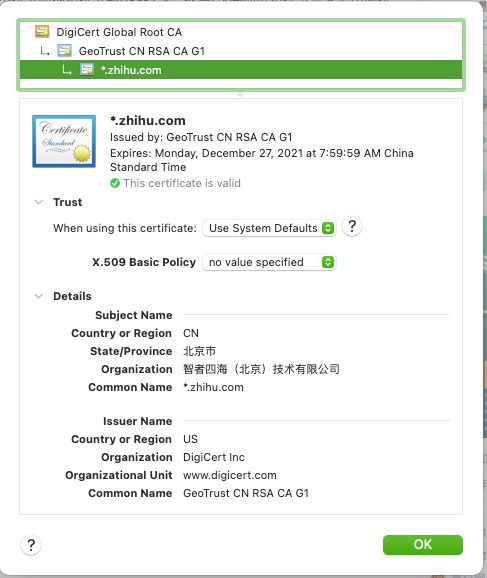 DigiCert Global Root CA
GeoTrust CN RSA CA G1
*.zhihu.com
Certificate
Standard
*.zhihu.com
Issued by: GeoTrust CN RSA CA G1
Expires: Monday, December 27, 2021 at 7:59:59 AM China
Standard Time
This certificate is valid
Trust
When using this certificate: Use System Defaults ?
X.509 Basic Policy no value specified
Details
Subject Name
Country or Region CN
State/Province 北京市
Organization 智者四海（北京）技术有限公司
Common Name *.zhihu.com
Issuer Name
Country or Region US
Organization DigiCert Inc
Organizational Unit www.digicert.com
Common Name GeoTrust CN RSA CA G1
? OK